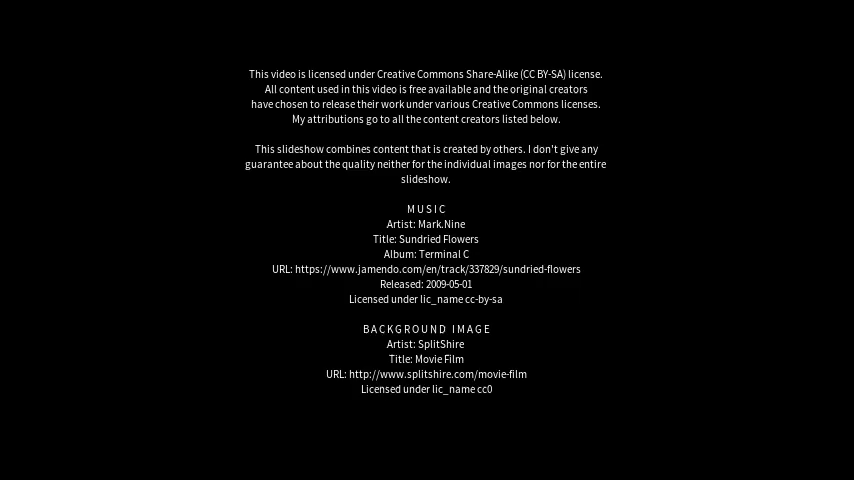 This video is licensed under Creative Commons Share-Alike (CC BY-SA) license.
All content used in this video is free available and the original creators
have chosen to release their work under various Creative Commons licenses.
My attributions go to all the content creators listed below.
This slideshow combines content that is created by others. I don't give any
guarantee about the quality neither for the individual images nor for the entire
slideshow.
MUSIC
Artist: Mark.Nine
Title: Sundried Flowers
Album: Terminal C
URL: https://www.jamendo.com/en/track/337829/sundried-flowers
Released: 2009-05-01
Licensed under lic_name cc-by-sa
BACKGROUND IMAGE
Artist: SplitShire
Title: Movie Film
URL: http://www.splitshire.com/movie-film
Licensed under lic_name cc0